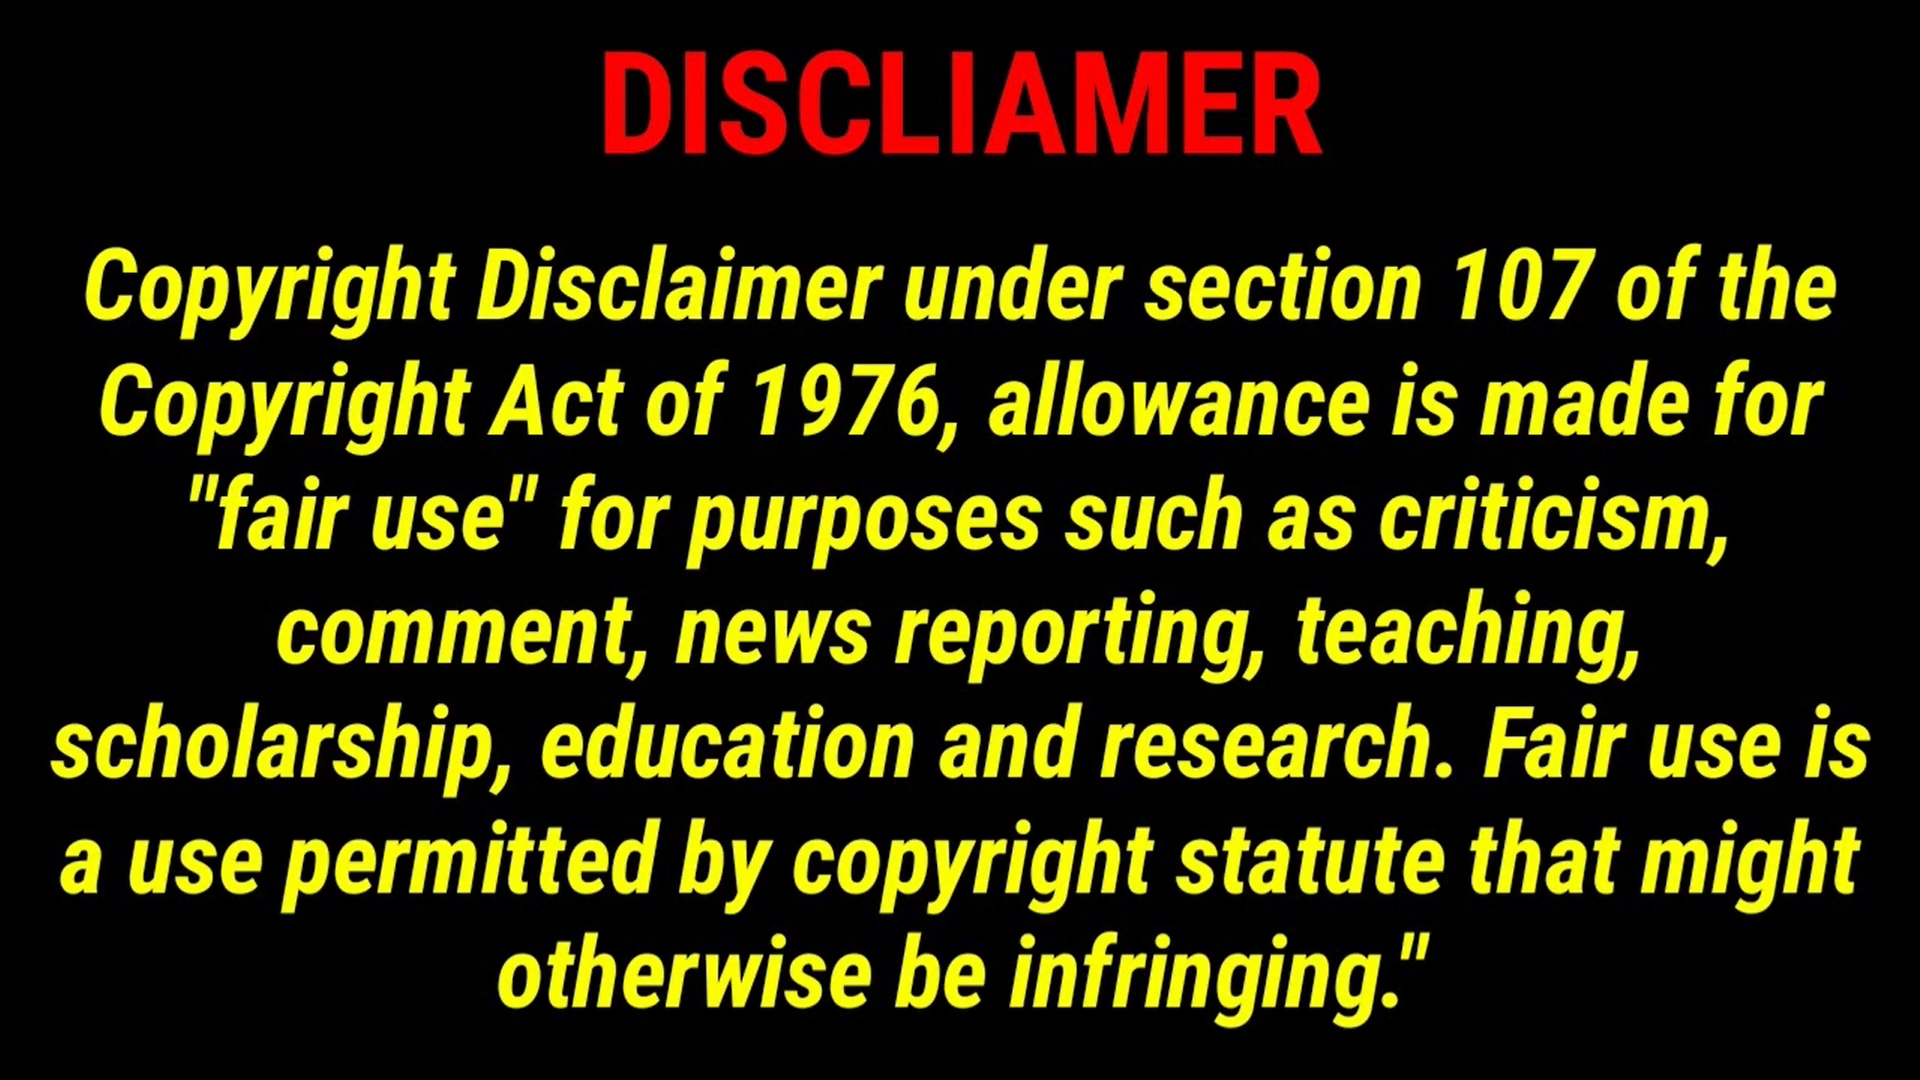 DISCLIAMER
Copyright Disclaimer under section 107 of the
Copyright Act of 1976, allowance is made for
"fair use" for purposes such as criticism,
comment, news reporting, teaching,
scholarship, education and research. Fair use is
a use permitted by copyright statute that might
otherwise be infringing."